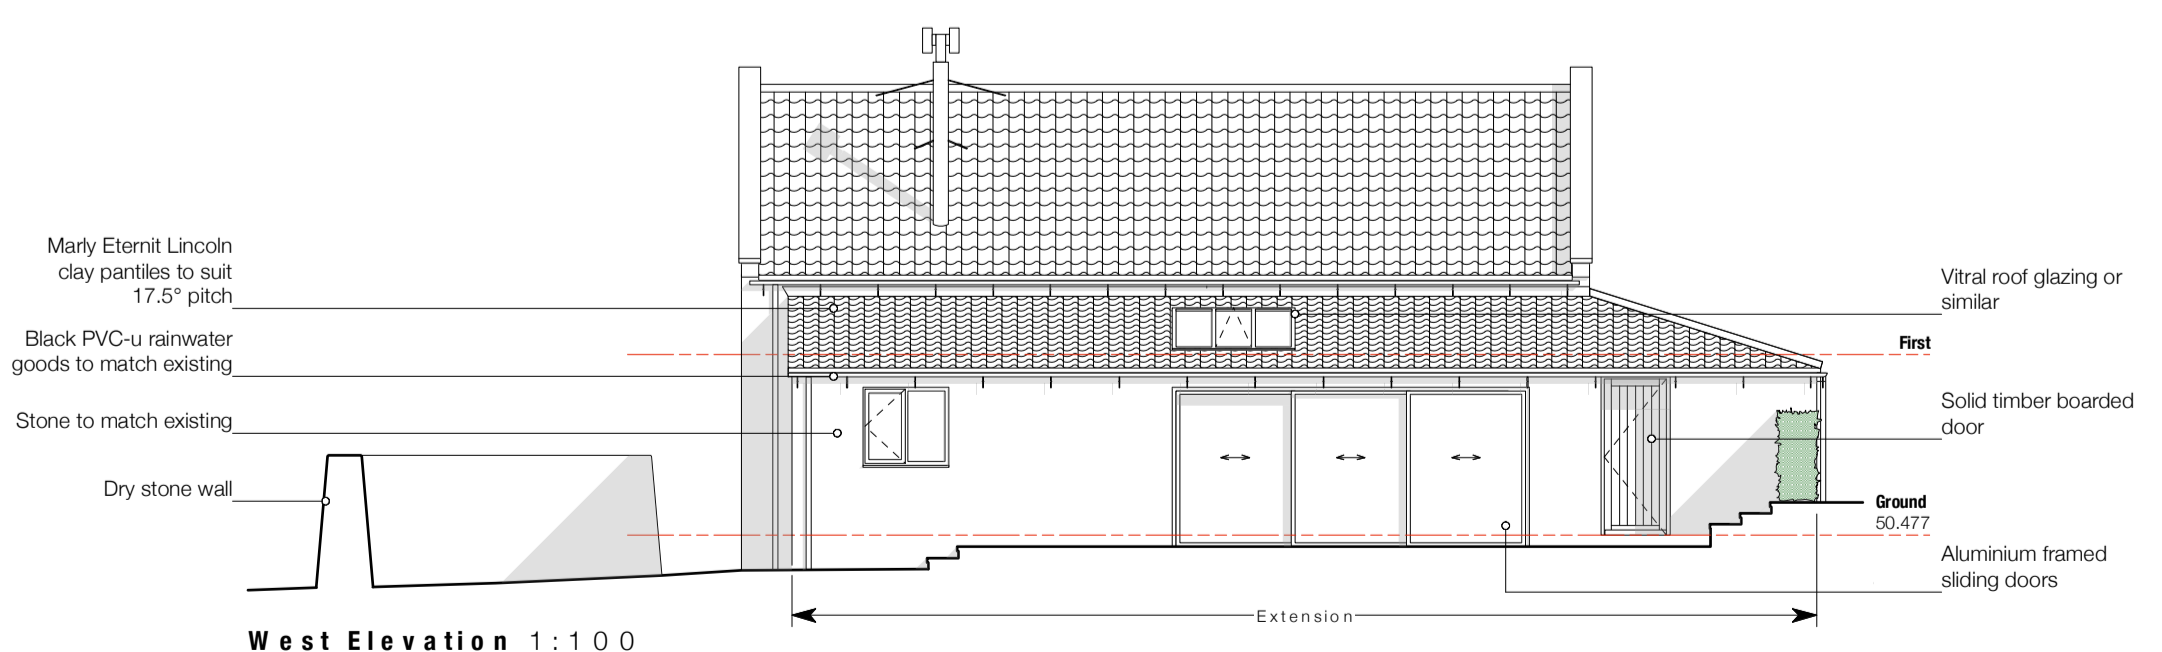 Marly Eternit Lincoln
clay pantiles to suit
17.5° pitch
Black PVC-u rainwater
goods to match existing
Stone to match existing
Dry stone wall
Vitral roof glazing or
similar
First
Solid timber boarded
door
Ground
50.477
Aluminium framed
sliding doors
Extension
West Elevation 1:100